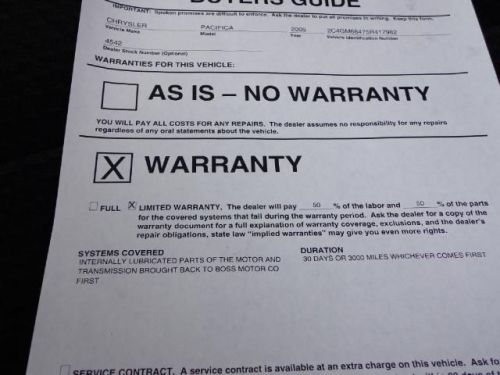 BUYERS GUIDE
IMPORTANT: Spoken promises are difficult to enforce. Ask the dealer to put all promises in writing. Keep this form.
CHRYSLER PACIFICA 2005 2C4GM68475R417962
Vehicle Make Model Year Vehicle Identification Number
4542
Dealer Stock Number (Optional)
WARRANTIES FOR THIS VEHICLE:
AS IS – NO WARRANTY
YOU WILL PAY ALL COSTS FOR ANY REPAIRS. The dealer assumes no responsibility for any repairs
regardless of any oral statements about the vehicle.
X WARRANTY
FULL X LIMITED WARRANTY. The dealer will pay 50 % of the labor and 50 % of the parts
for the covered systems that fail during the warranty period. Ask the dealer for a copy of the
warranty document for a full explanation of warranty coverage, exclusions, and the dealer's
repair obligations, state law "implied warranties" may give you even more rights.
SYSTEMS COVERED DURATION
INTERNALLY LUBRICATED PARTS OF THE MOTOR AND 30 DAYS OR 3000 MILES WHICHEVER COMES FIRST
TRANSMISSION BROUGHT BACK TO BOSS MOTOR CO
FIRST
SERVICE CONTRACT. A service contract is available at an extra charge on this vehicle. Ask fo